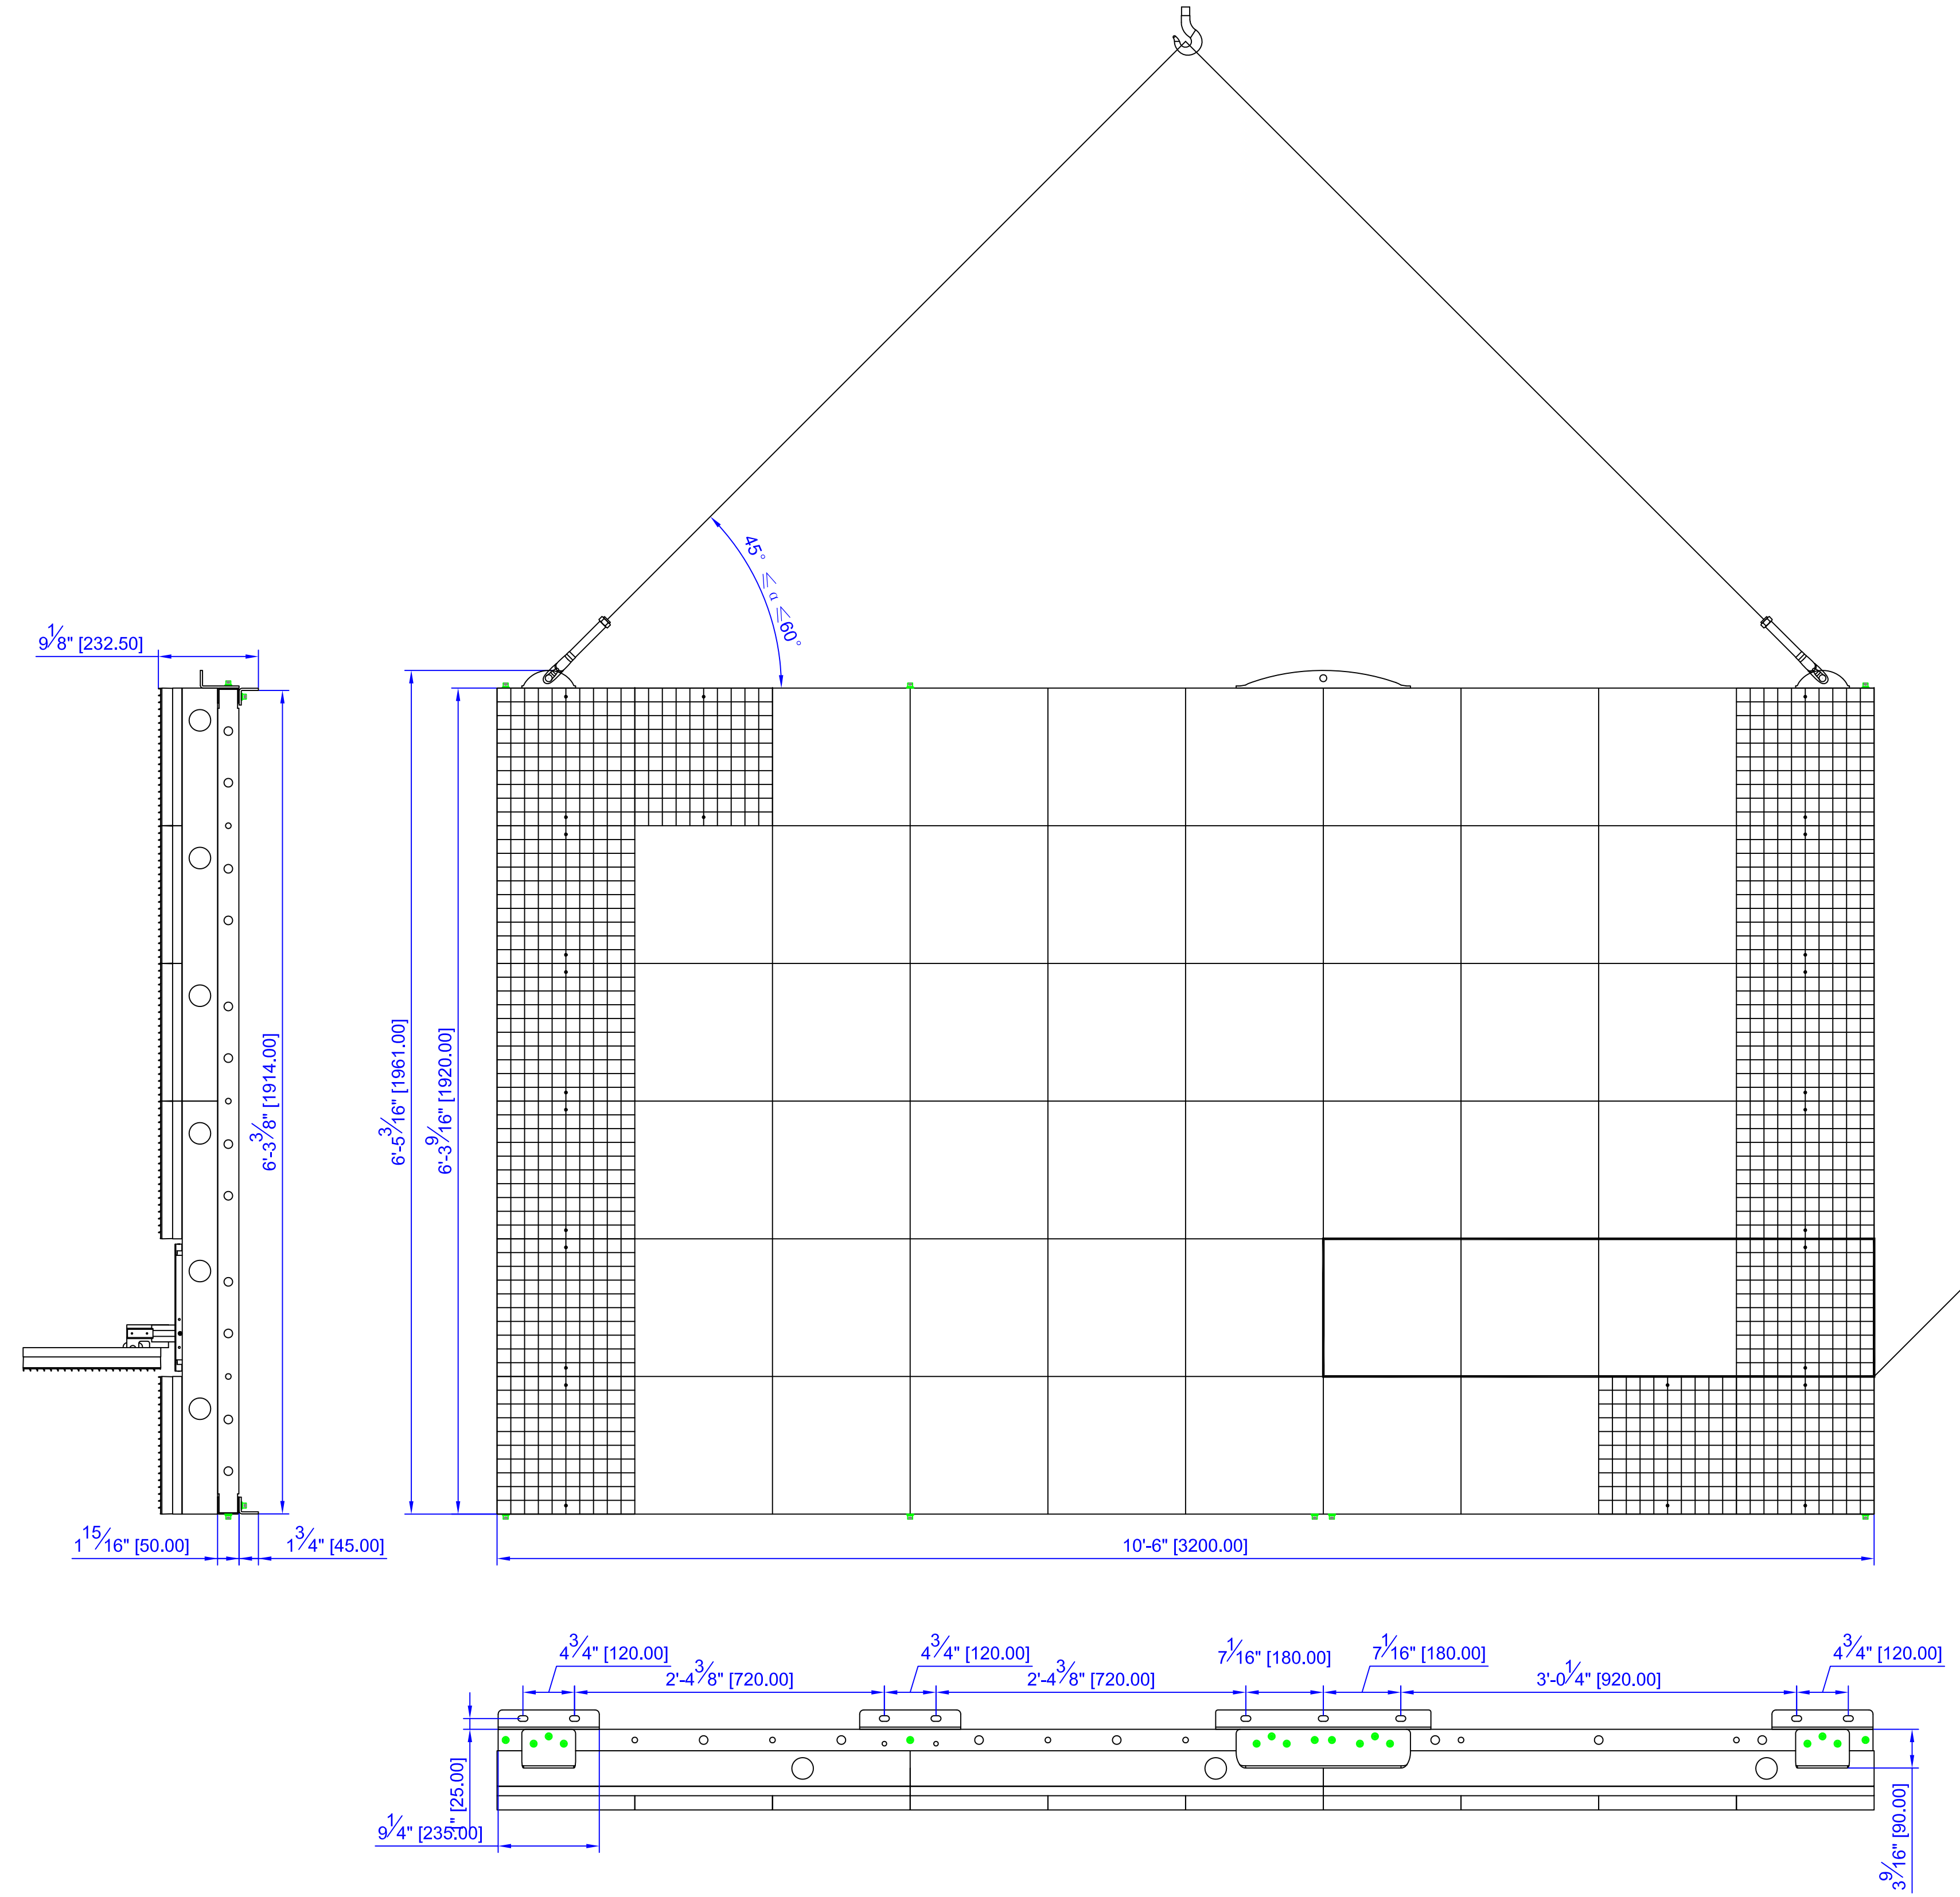 45° ⩽ α ⩽60°
9 1/8" [232.50]
6'-3 3/8" [1914.00]
6'-5 3/16" [1961.00]
6'-3 9/16" [1920.00]
1 15/16" [50.00]
1 3/4" [45.00]
10'-6" [3200.00]
4 3/4" [120.00]
2'-4 3/8" [720.00]
4 3/4" [120.00]
2'-4 3/8" [720.00]
7 1/16" [180.00]
7 1/16" [180.00]
3'-0 1/4" [920.00]
4 3/4" [120.00]
1" [25.00]
9 1/4" [235.00]
3 9/16" [90.00]